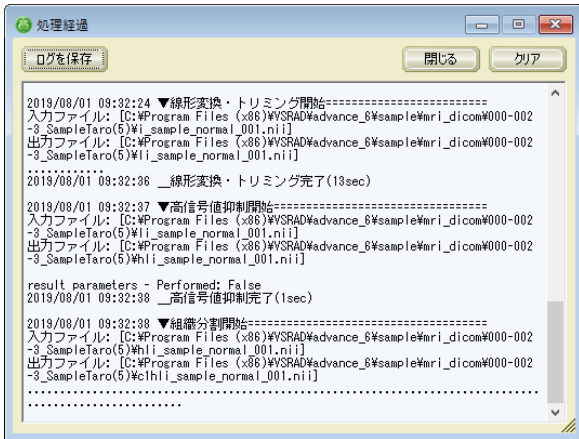 処理経過
ログを保存
閉じる
クリア
2019/08/01 09:32:24 ▼線形変換・トリミング開始=========================
入力ファイル: [C:¥Program Files (x86)¥VSRAD¥advance_6¥sample¥mri_dicom¥000-002
-3_SampleTaro(5)¥i_sample_normal_001.nii]
出力ファイル: [C:¥Program Files (x86)¥VSRAD¥advance_6¥sample¥mri_dicom¥000-002
-3_SampleTaro(5)¥li_sample_normal_001.nii]
............
2019/08/01 09:32:36 __線形変換・トリミング完了(13sec)
2019/08/01 09:32:37 ▼高信号値抑制開始=================================
入力ファイル: [C:¥Program Files (x86)¥VSRAD¥advance_6¥sample¥mri_dicom¥000-002
-3_SampleTaro(5)¥li_sample_normal_001.nii]
出力ファイル: [C:¥Program Files (x86)¥VSRAD¥advance_6¥sample¥mri_dicom¥000-002
-3_SampleTaro(5)¥hli_sample_normal_001.nii]
result parameters - Performed: False
2019/08/01 09:32:38 __高信号値抑制完了(1sec)
2019/08/01 09:32:38 ▼組織分割開始=====================================
入力ファイル: [C:¥Program Files (x86)¥VSRAD¥advance_6¥sample¥mri_dicom¥000-002
-3_SampleTaro(5)¥hli_sample_normal_001.nii]
出力ファイル: [C:¥Program Files (x86)¥VSRAD¥advance_6¥sample¥mri_dicom¥000-002
-3_SampleTaro(5)¥c1hli_sample_normal_001.nii]
..............................................................................
........................